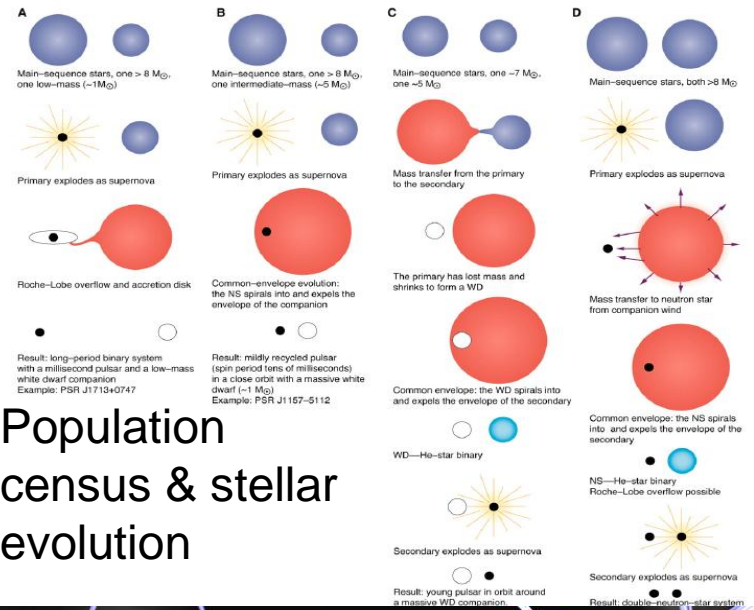 A
Main–sequence stars, one > 8 M⊙,
one low–mass (~1M⊙)
Primary explodes as supernova
Roche–Lobe overflow and accretion disk
Result: long–period binary system
with a millisecond pulsar and a low–mass
white dwarf companion
Example: PSR J1713+0747
B
Main–sequence stars, one > 8 M⊙,
one intermediate–mass (~5 M⊙)
Primary explodes as supernova
Common–envelope evolution:
the NS spirals into and expels the
envelope of the companion
Result: mildly recycled pulsar
(spin period tens of milliseconds)
in a close orbit with a massive white
dwarf (~1 M⊙)
Example: PSR J1157–5112
C
Main–sequence stars, one ~7 M⊙,
one ~5 M⊙
Mass transfer from the primary
to the secondary
The primary has lost mass and
shrinks to form a WD
Common envelope: the WD spirals into
and expels the envelope of the secondary
WD—He–star binary
Secondary explodes as supernova
Result: young pulsar in orbit around
a massive WD companion.
D
Main–sequence stars, both >8 M⊙
Primary explodes as supernova
Mass transfer to neutron star
from companion wind
Common envelope: the NS spirals
into and expels the envelope of the
secondary
NS—He–star binary
Roche–Lobe overflow possible
Secondary explodes as supernova
Result: double–neutron–star system
Population
census & stellar
evolution